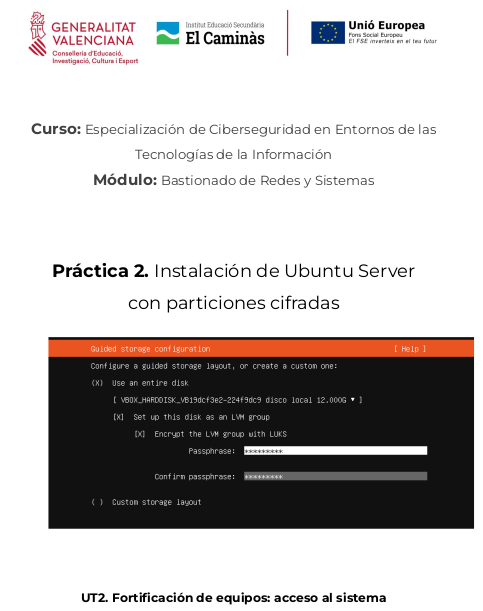 GENERALITAT
VALENCIANA
Conselleria d'Educació,
Investigació, Cultura i Esport
Institut Educació Secundària
El Caminàs
Unió Europea
Fons Social Europeu
El FSE inverteix en el teu futur
Curso: Especialización de Ciberseguridad en Entornos de las
Tecnologías de la Información
Módulo: Bastionado de Redes y Sistemas
Práctica 2. Instalación de Ubuntu Server
con particiones cifradas
Guided storage configuration [ Help ]
Configure a guided storage layout, or create a custom one:
(X) Use an entire disk
[ VBOX_HARDDISK_VB19dcf3e2-224f9dc9 disco local 12.000G ▾ ]
[X] Set up this disk as an LVM group
[X] Encrypt the LVM group with LUKS
Passphrase: *********
Confirm passphrase: *********
( ) Custom storage layout
UT2. Fortificación de equipos: acceso al sistema